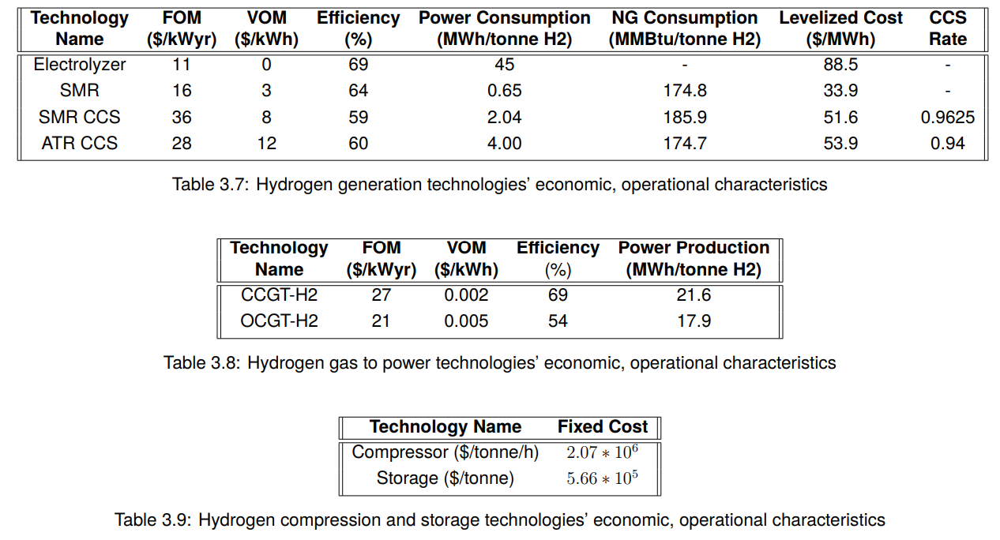 Technology FOM VOM Efficiency Power Consumption NG Consumption Levelized Cost CCS
Name ($/kWyr) ($/kWh) (%) (MWh/tonne H2) (MMBtu/tonne H2) ($/MWh) Rate
Electrolyzer 11 0 69 45 - 88.5 -
SMR 16 3 64 0.65 174.8 33.9 -
SMR CCS 36 8 59 2.04 185.9 51.6 0.9625
ATR CCS 28 12 60 4.00 174.7 53.9 0.94
Table 3.7: Hydrogen generation technologies’ economic, operational characteristics
Technology FOM VOM Efficiency Power Production
Name ($/kWyr) ($/kWh) (%) (MWh/tonne H2)
CCGT-H2 27 0.002 69 21.6
OCGT-H2 21 0.005 54 17.9
Table 3.8: Hydrogen gas to power technologies’ economic, operational characteristics
Technology Name Fixed Cost
Compressor ($/tonne/h) 2.07 ∗ 10⁶
Storage ($/tonne) 5.66 ∗ 10⁵
Table 3.9: Hydrogen compression and storage technologies’ economic, operational characteristics